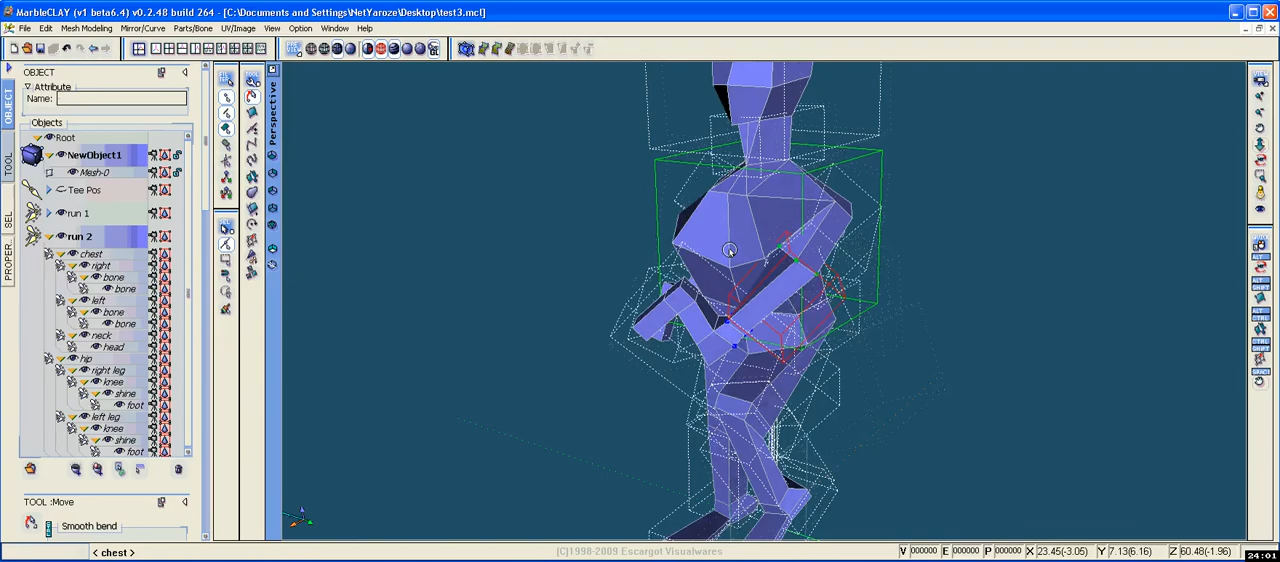 MarbleCLAY (v1 beta6.4) v0.2.48 build 264 - [C:\Documents and Settings\NetYaroze\Desktop\test3.mcl]
File Edit Mesh Modeling Mirror/Curve Parts/Bone UV/Image View Option Window Help
OBJECT
Attribute
Name:
Objects
Root
NewObject1
Mesh-0
Tee Pos
run 1
run 2
chest
right
bone
bone
left
bone
bone
neck
head
hip
right leg
knee
shine
foot
left leg
knee
shine
foot
TOOL :Move
Smooth bend
OBJECT
TOOL
SEL
PROPER.
Perspective
< chest >
(C)1998-2009 Escargot Visualwares
V 000000 E 000000 P 000000 X 23.45(-3.05) Y 7.13(6.16) Z 60.48(-1.96)
24:01